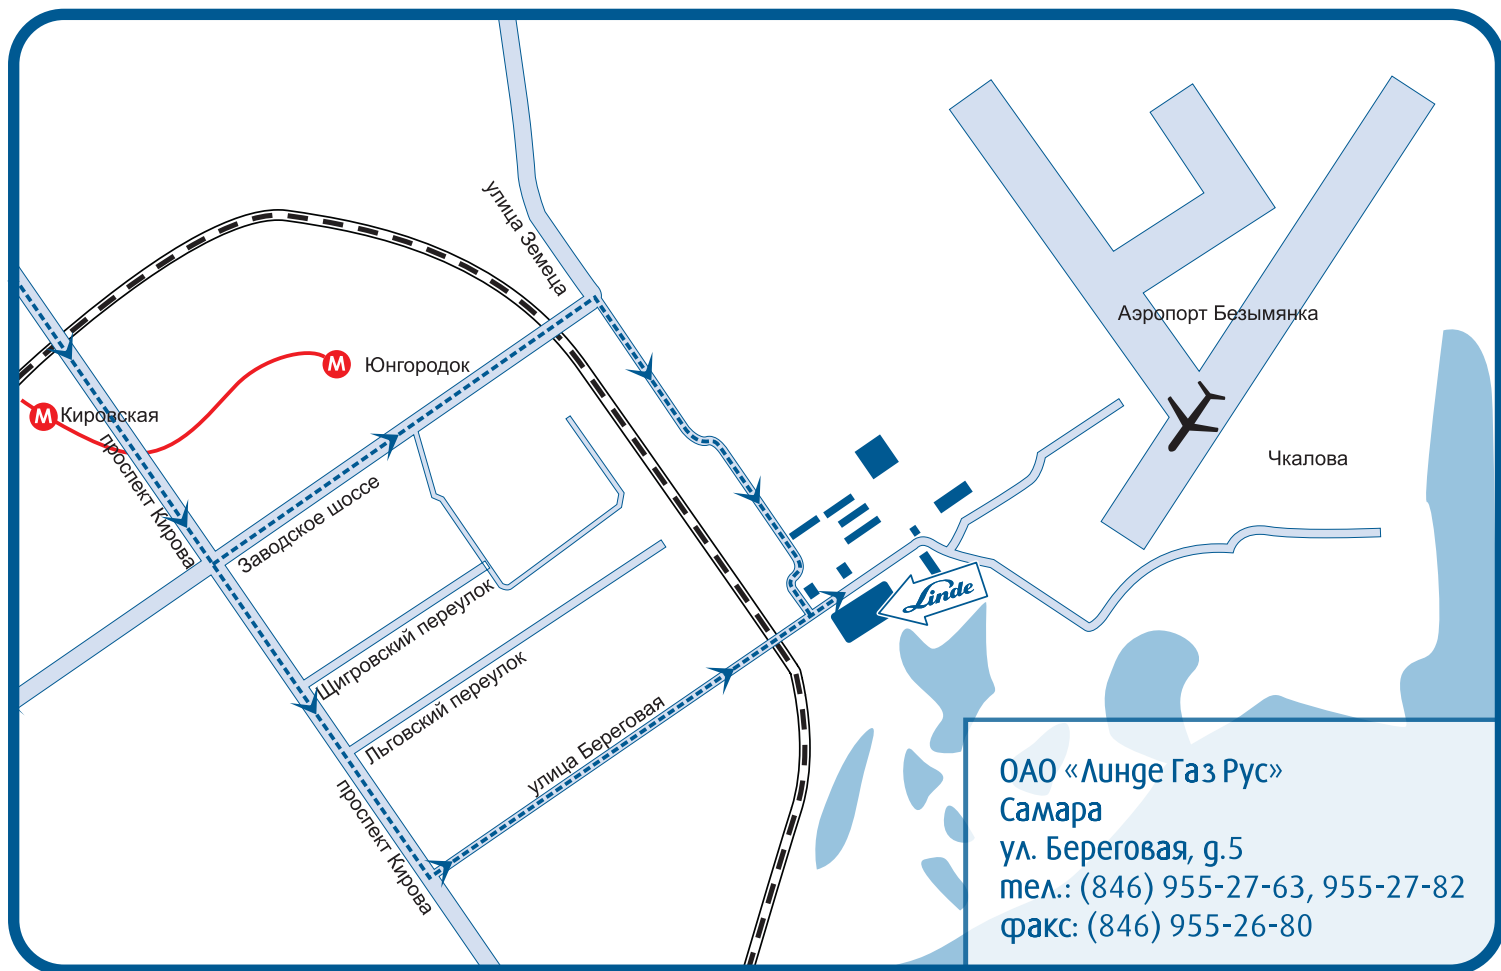 улица Земеца
Аэропорт Безымянка
М
Юнгородок
М
Кировская
проспект Кирова
Заводское шоссе
Чкалова
Щигровский переулок
Льговский переулок
улица Береговая
проспект Кирова
Linde
ОАО «Линде Газ Рус»
Самара
ул. Береговая, д.5
тел.: (846) 955-27-63, 955-27-82
факс: (846) 955-26-80